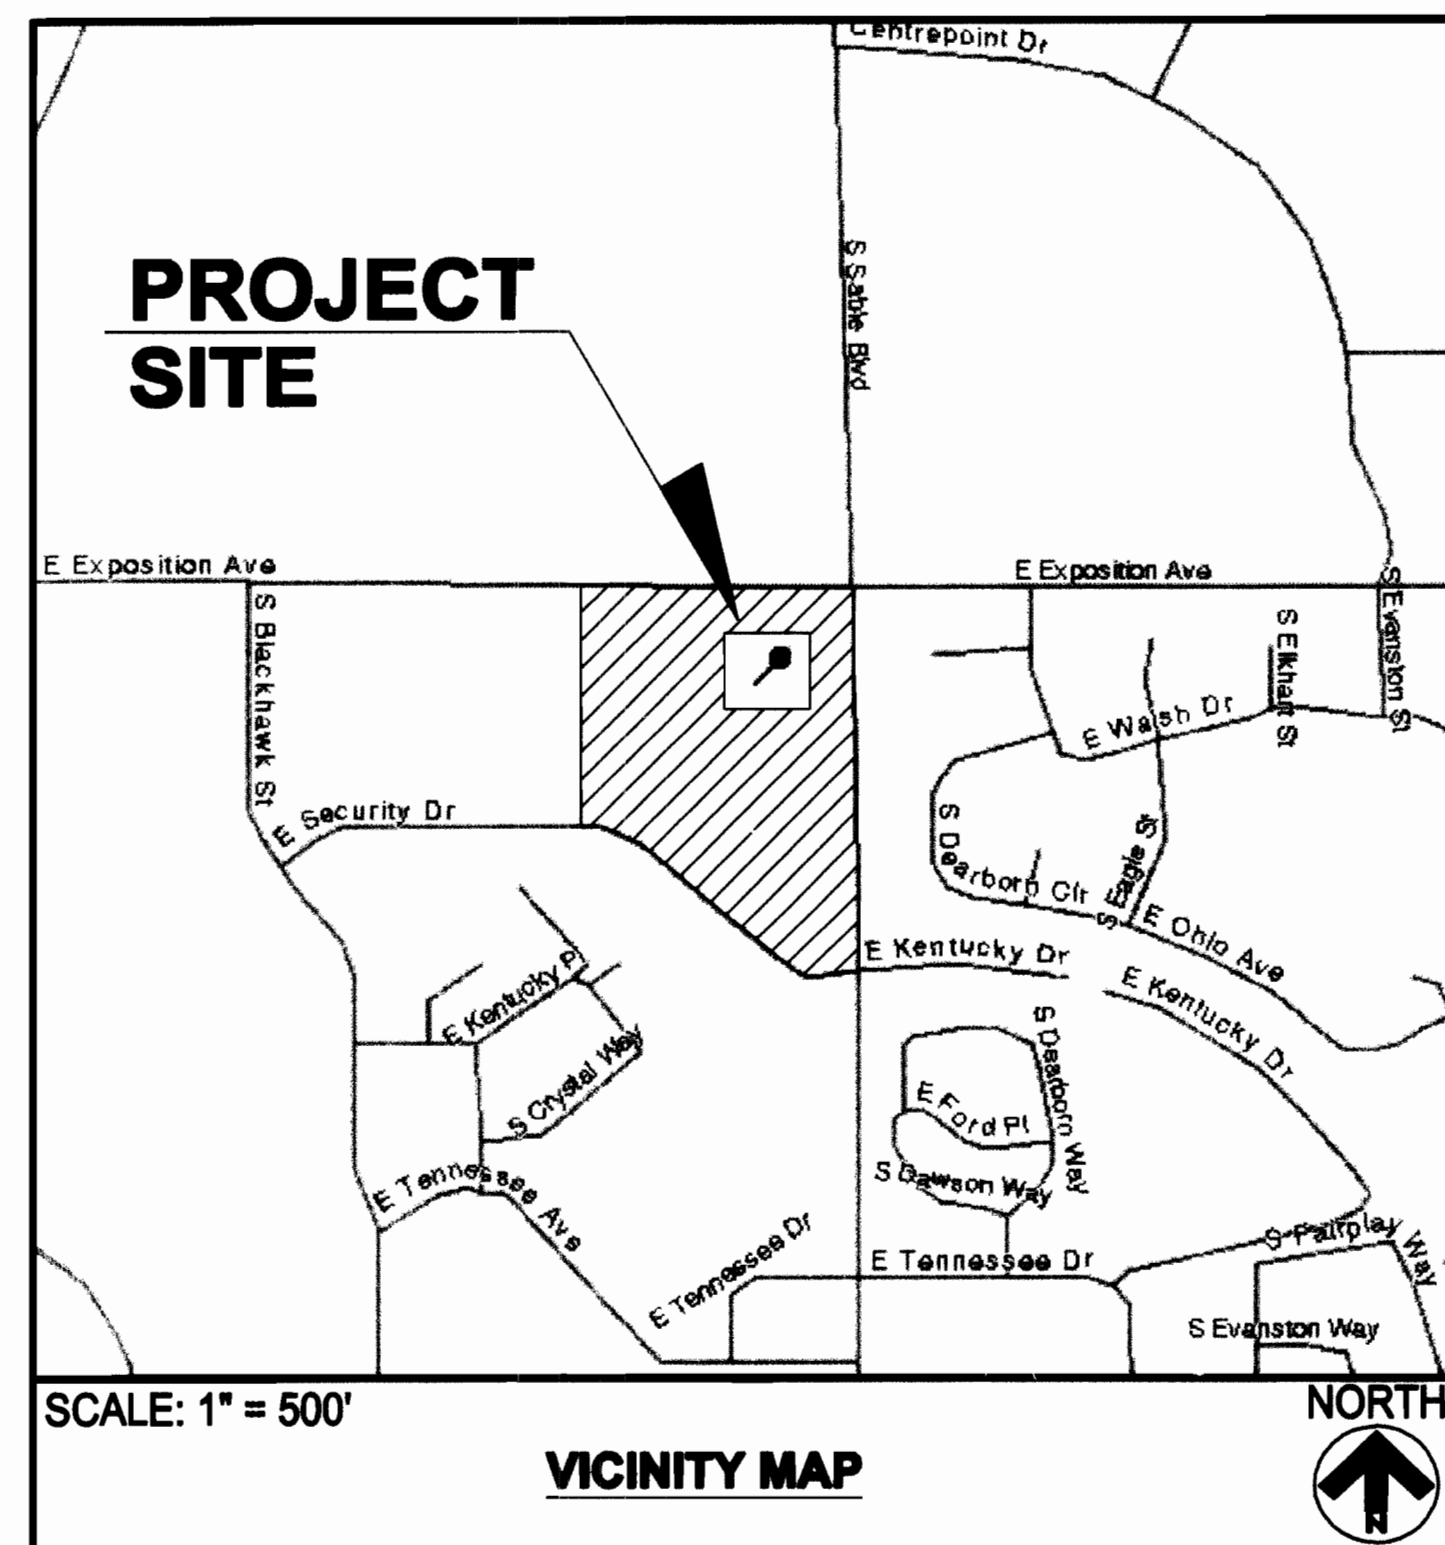 Centrepoint Dr
S Sable Blvd
PROJECT
SITE
E Exposition Ave
E Exposition Ave
S Blackhawk St
S Elkhart St
S Evanston St
E Walsh Dr
E Security Dr
S Dearborn Cir
S Eagle St
E Ohio Ave
E Kentucky Dr
E Kentucky Dr
E Kentucky Pl
S Crystal Way
S Dearborn Way
E Ford Pl
S Dawson Way
E Tennessee Ave
E Tennessee Dr
E Tennessee Dr
S Fairplay Way
S Evanston Way
SCALE: 1" = 500'
NORTH
VICINITY MAP
N